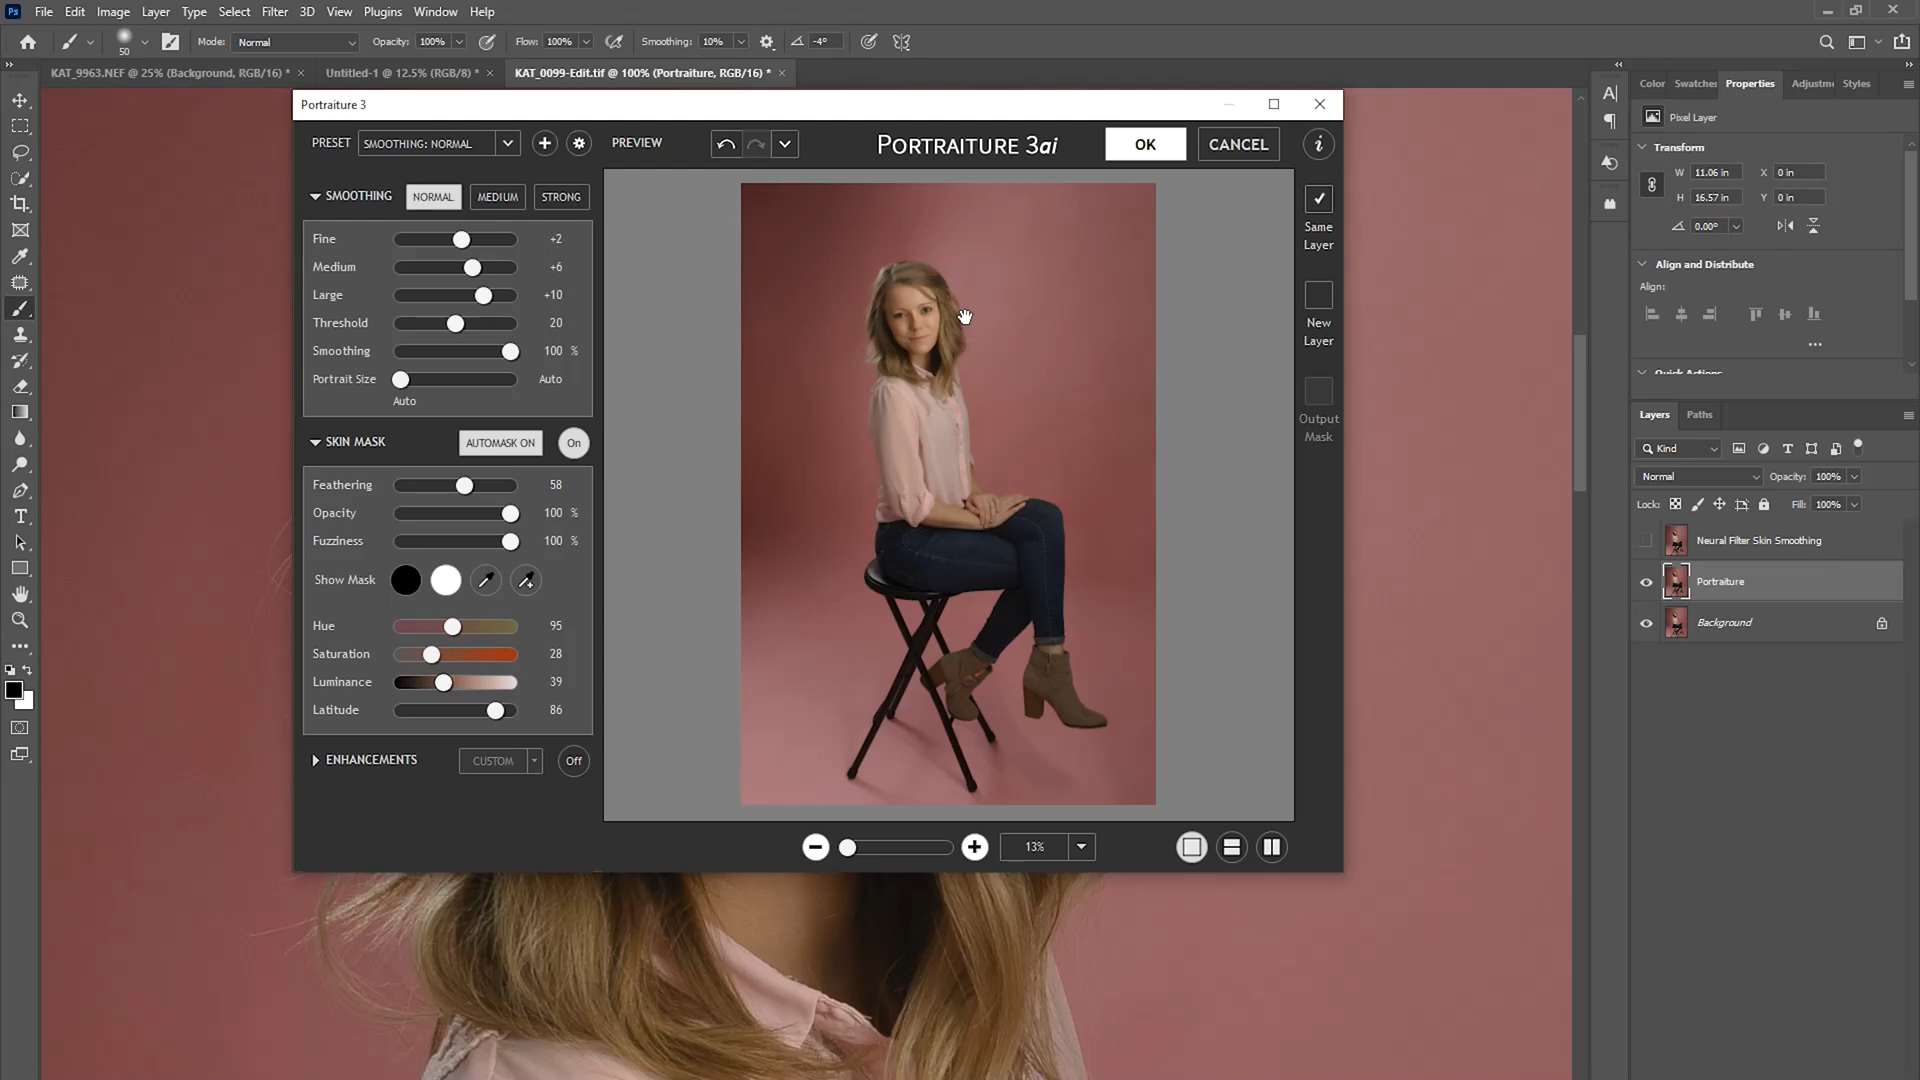 File Edit Image Layer Type Select Filter 3D View Plugins Window Help
50 Mode: Normal Opacity: 100% Flow: 100% Smoothing: 10% -4°
KAT_9963.NEF @ 25% (Background, RGB/16) * × Untitled-1 @ 12.5% (RGB/8) * × KAT_0099-Edit.tif @ 100% (Portraiture, RGB/16) * ×
Portraiture 3
PRESET SMOOTHING: NORMAL PREVIEW PORTRAITURE 3ai OK CANCEL i
SMOOTHING NORMAL MEDIUM STRONG
Fine +2
Medium +6
Large +10
Threshold 20
Smoothing 100 %
Portrait Size Auto
Auto
SKIN MASK AUTOMASK ON On
Feathering 58
Opacity 100 %
Fuzziness 100 %
Show Mask
Hue 95
Saturation 28
Luminance 39
Latitude 86
ENHANCEMENTS CUSTOM Off
Same
Layer
New
Layer
Output
Mask
13%
Color Swatches Properties Adjustme Styles
Pixel Layer
Transform
W 11.06 in X 0 in
H 16.57 in Y 0 in
0.00°
Align and Distribute
Align:
Quick Actions
Layers Paths
Kind
Normal Opacity: 100%
Lock: Fill: 100%
Neural Filter Skin Smoothing
Portraiture
Background